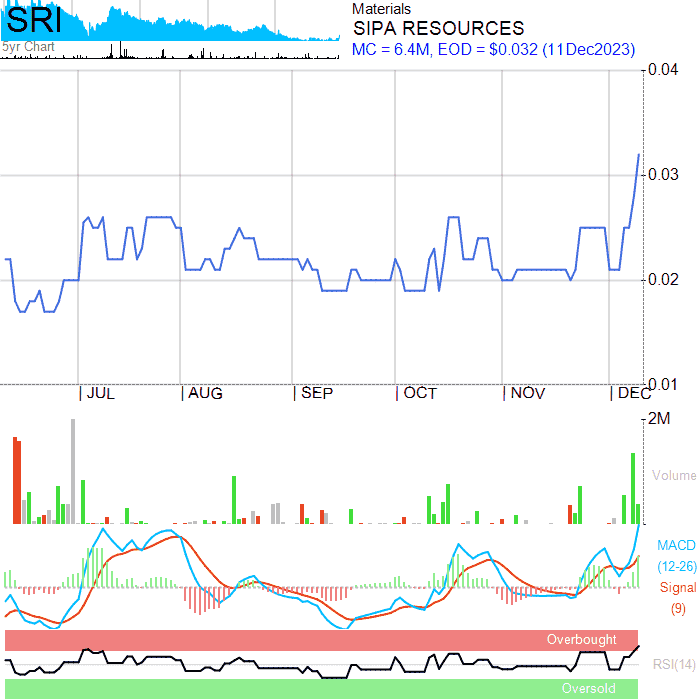 SRI
5yr Chart
Materials
SIPA RESOURCES
MC = 6.4M, EOD = $0.032 (11Dec2023)
0.04
0.03
0.02
0.01
JUL AUG SEP OCT NOV DEC
2M
Volume
MACD
(12-26)
Signal
(9)
Overbought
RSI(14)
Oversold